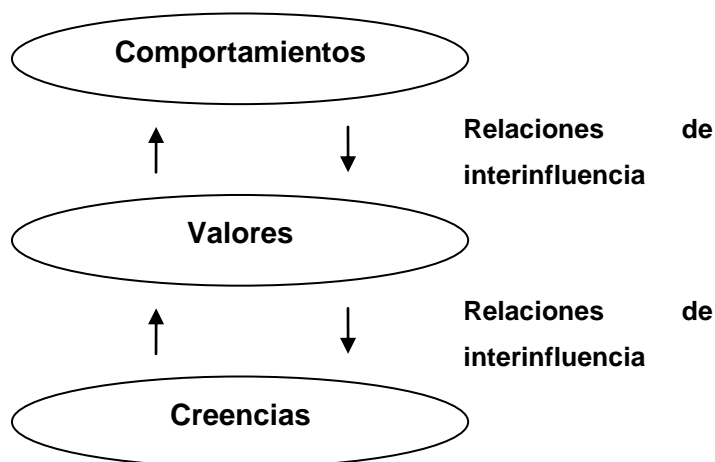 Comportamientos
Relaciones de
interinfluencia
Valores
Relaciones de
interinfluencia
Creencias